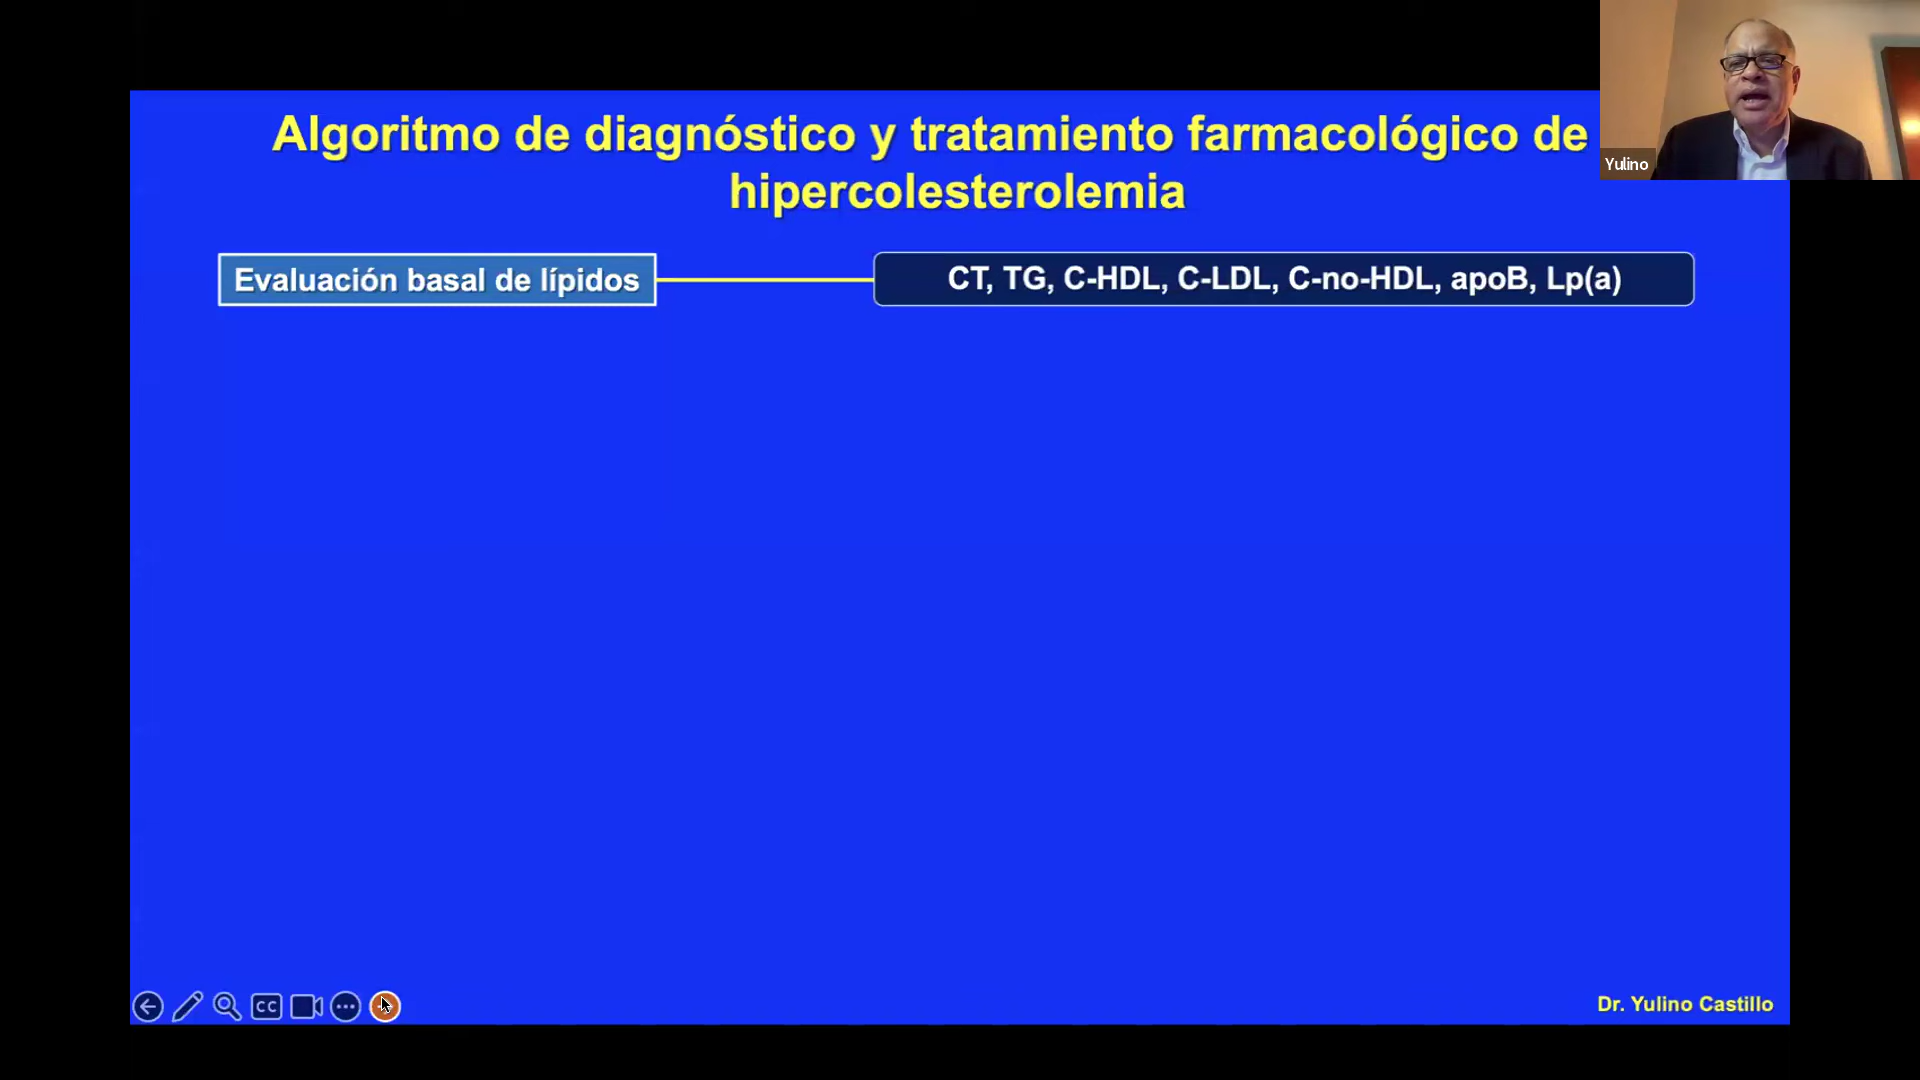 Algoritmo de diagnóstico y tratamiento farmacológico de
hipercolesterolemia
Yulino
Evaluación basal de lípidos
CT, TG, C-HDL, C-LDL, C-no-HDL, apoB, Lp(a)
CC
Dr. Yulino Castillo